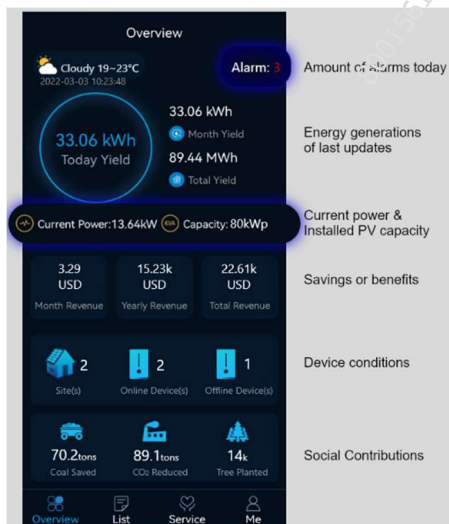 Overview
Cloudy 19~23°C
2022-03-03 10:23:48
Alarm: 3
Amount of alarms today
33.06 kWh
Today Yield
33.06 kWh
Month Yield
89.44 MWh
Total Yield
Energy generations
of last updates
Current Power:13.64kW
KVA
Capacity: 80kWp
Current power &
Installed PV capacity
3.29
USD
Month Revenue
15.23k
USD
Yearly Revenue
22.61k
USD
Total Revenue
Savings or benefits
2
Site(s)
2
Online Device(s)
1
Offline Device(s)
Device conditions
70.2tons
Coal Saved
89.1tons
CO2 Reduced
14k
Tree Planted
Social Contributions
Overview
List
Service
Me